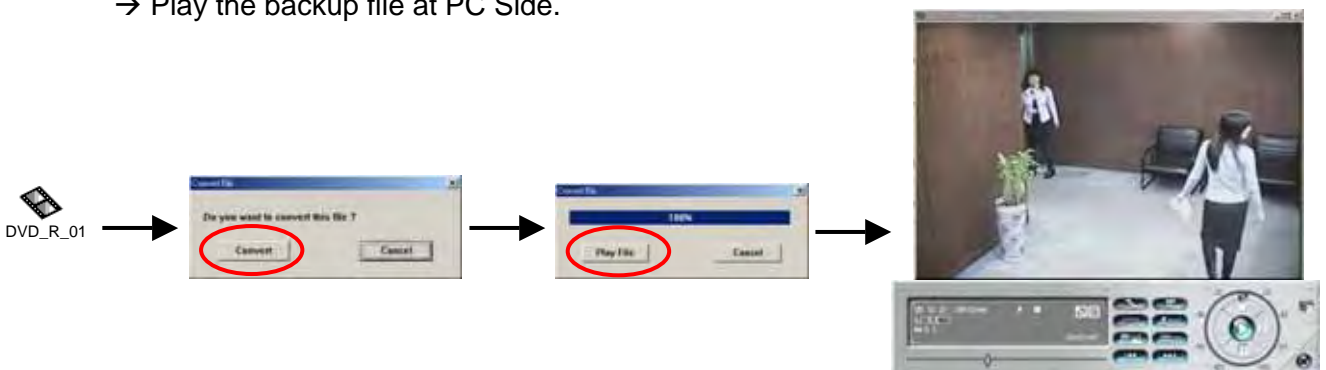 → Play the backup file at PC Side.
DVD_R_01
Convert File
Do you want to convert this file ?
Convert
Cancel
Convert File
100%
Play File
Cancel